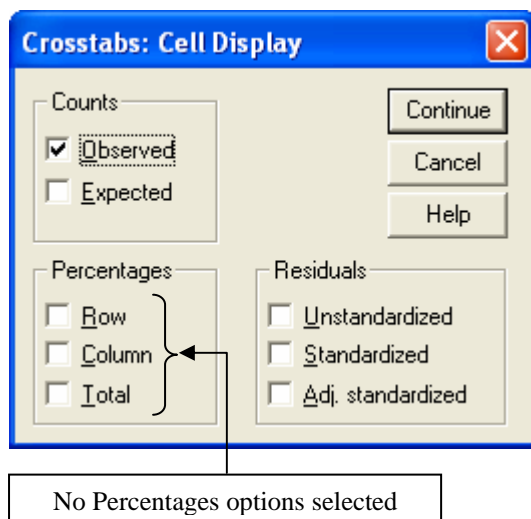 Crosstabs: Cell Display
Counts
Observed
Expected
Continue
Cancel
Help
Percentages
Row
Column
Total
Residuals
Unstandardized
Standardized
Adj. standardized
No Percentages options selected